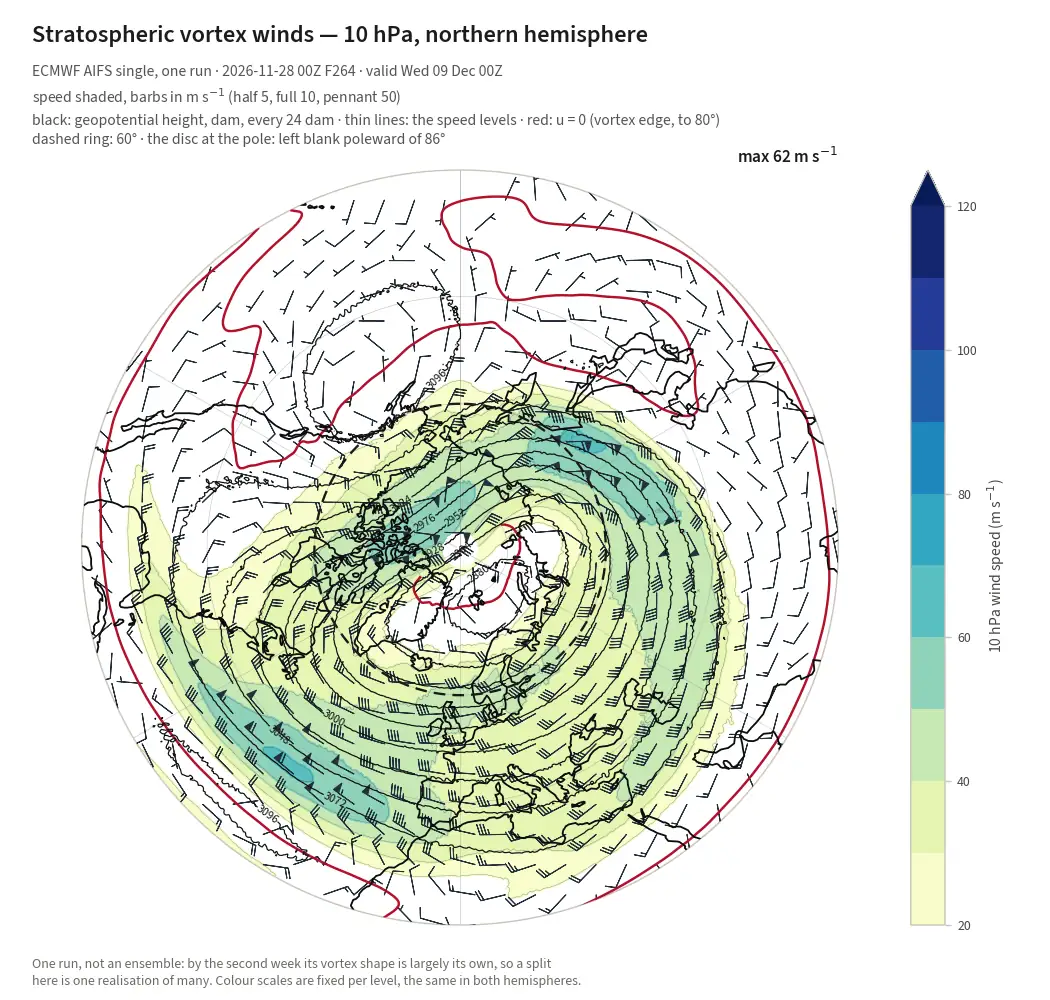 Stratospheric vortex winds — 10 hPa, northern hemisphere
ECMWF AIFS single, one run · 2026-11-28 00Z F264 · valid Wed 09 Dec 00Z
speed shaded, barbs in m s⁻¹ (half 5, full 10, pennant 50)
black: geopotential height, dam, every 24 dam · thin lines: the speed levels · red: u = 0 (vortex edge, to 80°)
dashed ring: 60° · the disc at the pole: left blank poleward of 86°
max 62 m s⁻¹
120
100
80
60
40
20
10 hPa wind speed (m s⁻¹)
3096
2976
2952
2880
3000
3048
3072
3096
One run, not an ensemble: by the second week its vortex shape is largely its own, so a split
here is one realisation of many. Colour scales are fixed per level, the same in both hemispheres.